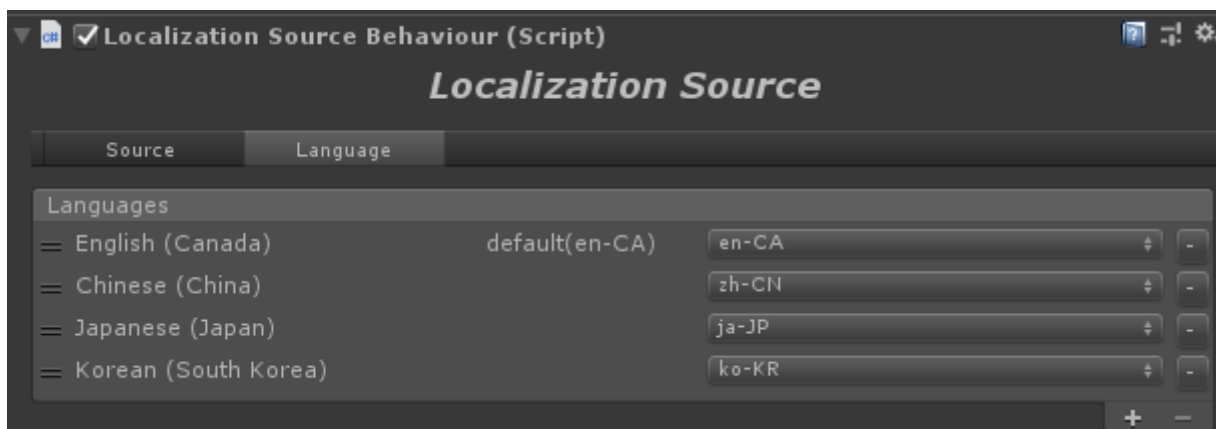 Localization Source Behaviour (Script)
Localization Source
Source Language
Languages
English (Canada) default(en-CA) en-CA -
Chinese (China) zh-CN -
Japanese (Japan) ja-JP -
Korean (South Korea) ko-KR -
+ −